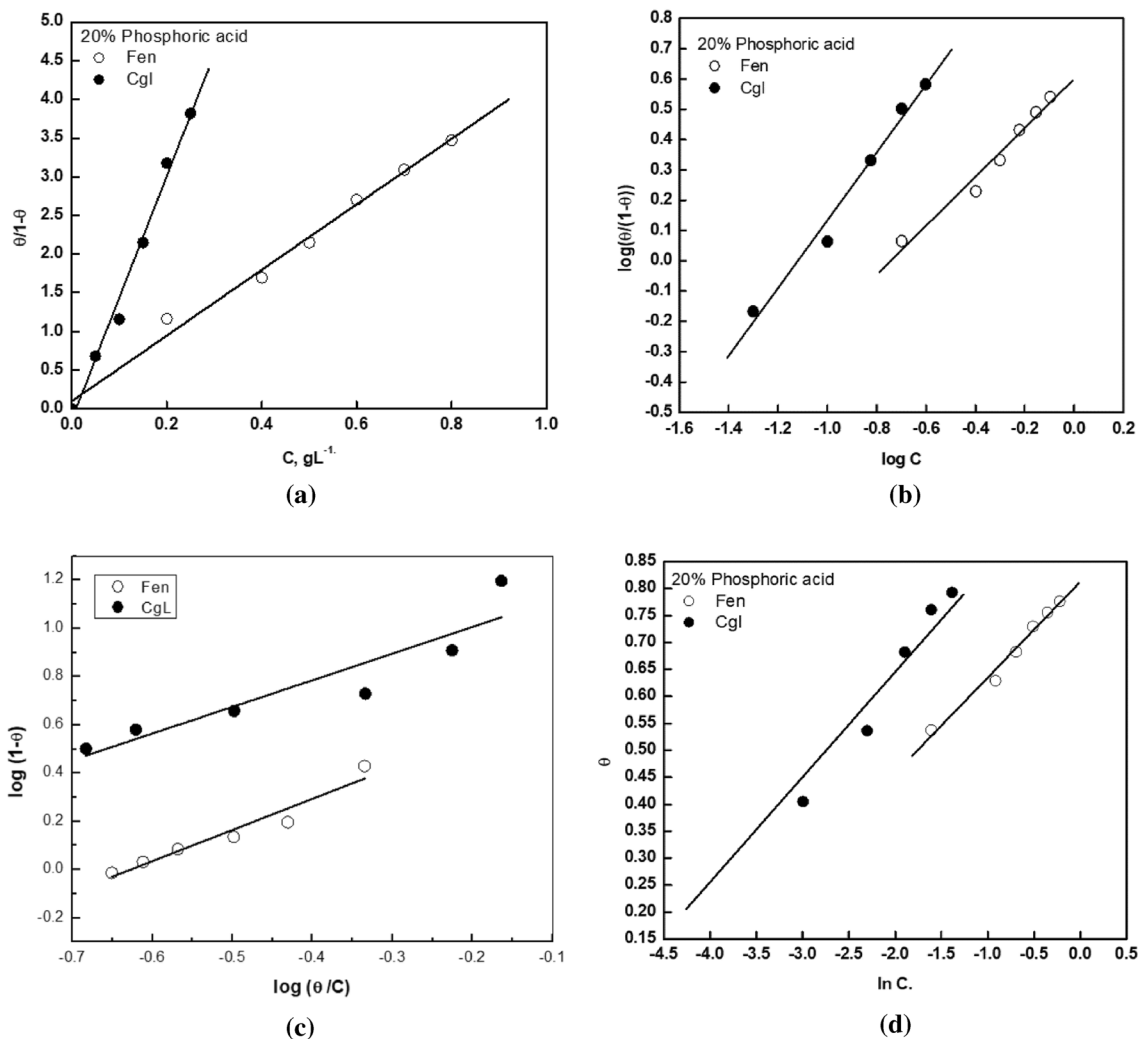 20% Phosphoric acid
Fen
CgI
θ/1-θ
5.0
4.5
4.0
3.5
3.0
2.5
2.0
1.5
1.0
0.5
0.0
0.0 0.2 0.4 0.6 0.8 1.0
C, gL-1.
(a)
20% Phosphoric acid
Fen
CgI
log(θ/(1-θ))
0.8
0.7
0.6
0.5
0.4
0.3
0.2
0.1
0.0
-0.1
-0.2
-0.3
-0.4
-0.5
-1.6 -1.4 -1.2 -1.0 -0.8 -0.6 -0.4 -0.2 0.0 0.2
log C
(b)
Fen
CgL
log (1-θ)
1.2
1.0
0.8
0.6
0.4
0.2
0.0
-0.2
-0.7 -0.6 -0.5 -0.4 -0.3 -0.2 -0.1
log (θ /C)
(c)
20% Phosphoric acid
Fen
CgI
θ
0.85
0.80
0.75
0.70
0.65
0.60
0.55
0.50
0.45
0.40
0.35
0.30
0.25
0.20
0.15
-4.5 -4.0 -3.5 -3.0 -2.5 -2.0 -1.5 -1.0 -0.5 0.0 0.5
ln C.
(d)